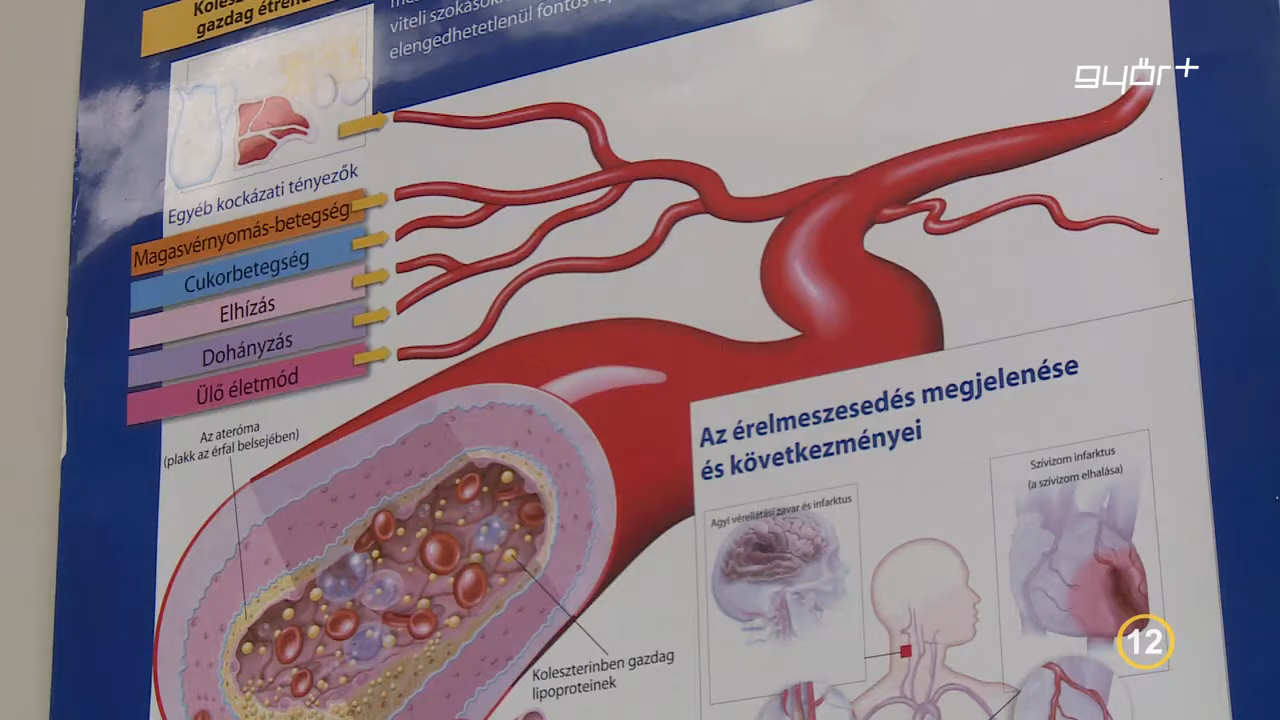 gazdag étrend
viteli szokások
elengedhetetlenül fontos
győr+
Egyéb kockázati tényezők
Magasvérnyomás-betegség
Cukorbetegség
Elhízás
Dohányzás
Ülő életmód
Az ateróma
(plakk az érfal belsejében)
Az érelmeszesedés megjelenése
és következményei
Agyi vérellátási zavar és infarktus
Szívizom infarktus
(a szívizom elhalása)
Koleszterinben gazdag
lipoproteinek
12